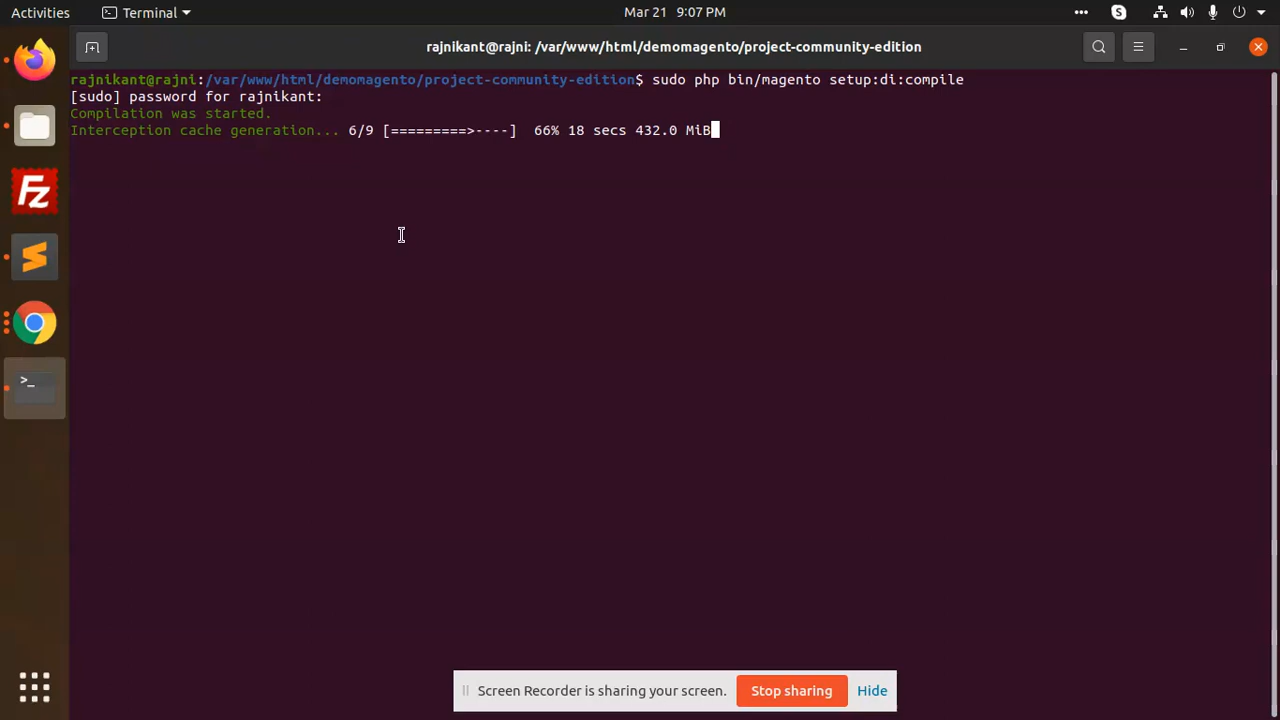 Activities
Terminal
Mar 21 9:07 PM
rajnikant@rajni: /var/www/html/demomagento/project-community-edition
rajnikant@rajni:/var/www/html/demomagento/project-community-edition$ sudo php bin/magento setup:di:compile
[sudo] password for rajnikant:
Compilation was started.
Interception cache generation... 6/9 [=========>----]  66% 18 secs 432.0 MiB
Fz
>_
Screen Recorder is sharing your screen.
Stop sharing
Hide